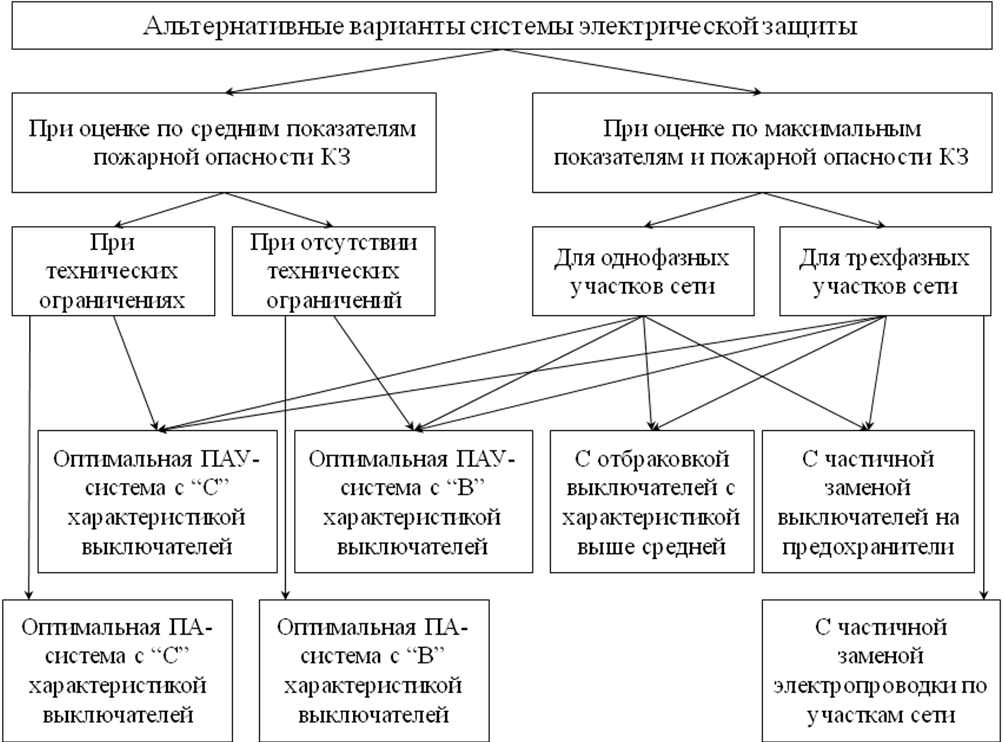 Альтернативные варианты системы электрической защиты
При оценке по средним показателям
пожарной опасности КЗ
При оценке по максимальным
показателям и пожарной опасности КЗ
При
технических
ограничениях
При отсутствии
технических
ограничений
Для однофазных
участков сети
Для трехфазных
участков сети
Оптимальная ПАУ-
система с “С”
характеристикой
выключателей
Оптимальная ПАУ-
система с “В”
характеристикой
выключателей
С отбраковкой
выключателей с
характеристикой
выше средней
С частичной
заменой
выключателей на
предохранители
Оптимальная ПА-
система с “С”
характеристикой
выключателей
Оптимальная ПА-
система с “В”
характеристикой
выключателей
С частичной
заменой
электропроводки по
участкам сети